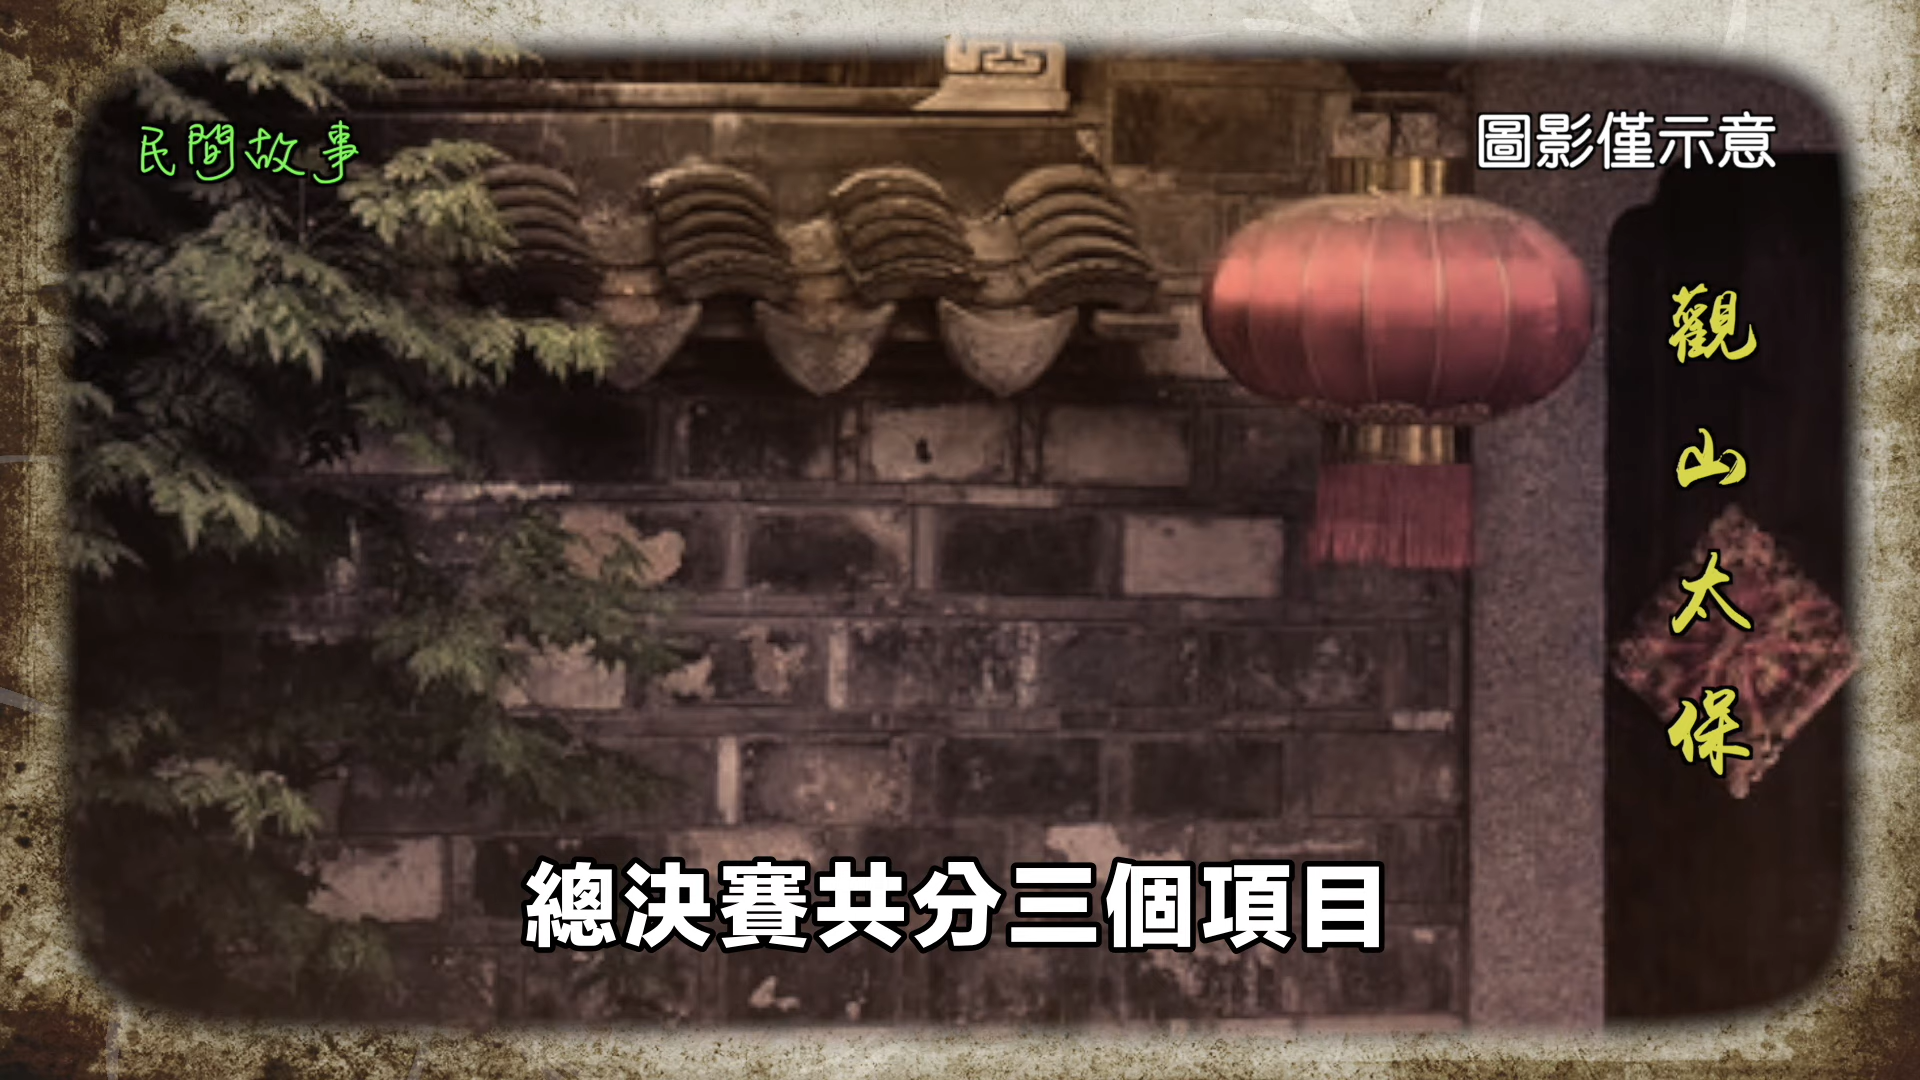 民間故事
圖影僅示意
觀山太保
總決賽共分三個項目